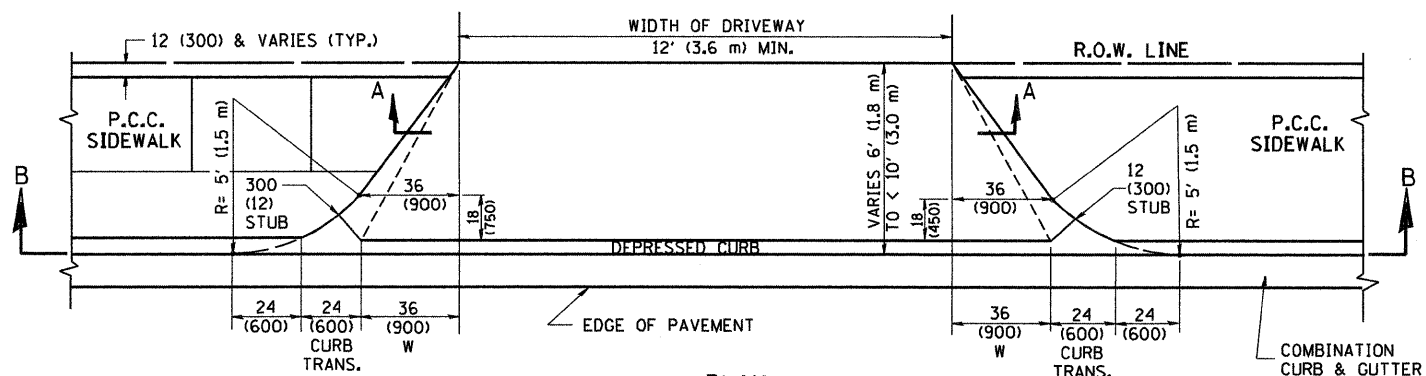 WIDTH OF DRIVEWAY
12' (3.6 m) MIN.
12 (300) & VARIES (TYP.)
R.O.W. LINE
A
A
P.C.C.
SIDEWALK
R= 5' (1.5 m)
VARIES 6' (1.8 m)
TO < 10' (3.0 m)
R= 5' (1.5 m)
P.C.C.
SIDEWALK
B
B
300
(12)
STUB
36
(900)
18
(750)
36
(900)
18
(450)
12
(300)
STUB
DEPRESSED CURB
24
(600)
24
(600)
CURB
TRANS.
36
(900)
W
EDGE OF PAVEMENT
36
(900)
W
24
(600)
CURB
TRANS.
24
(600)
COMBINATION
CURB & GUTTER